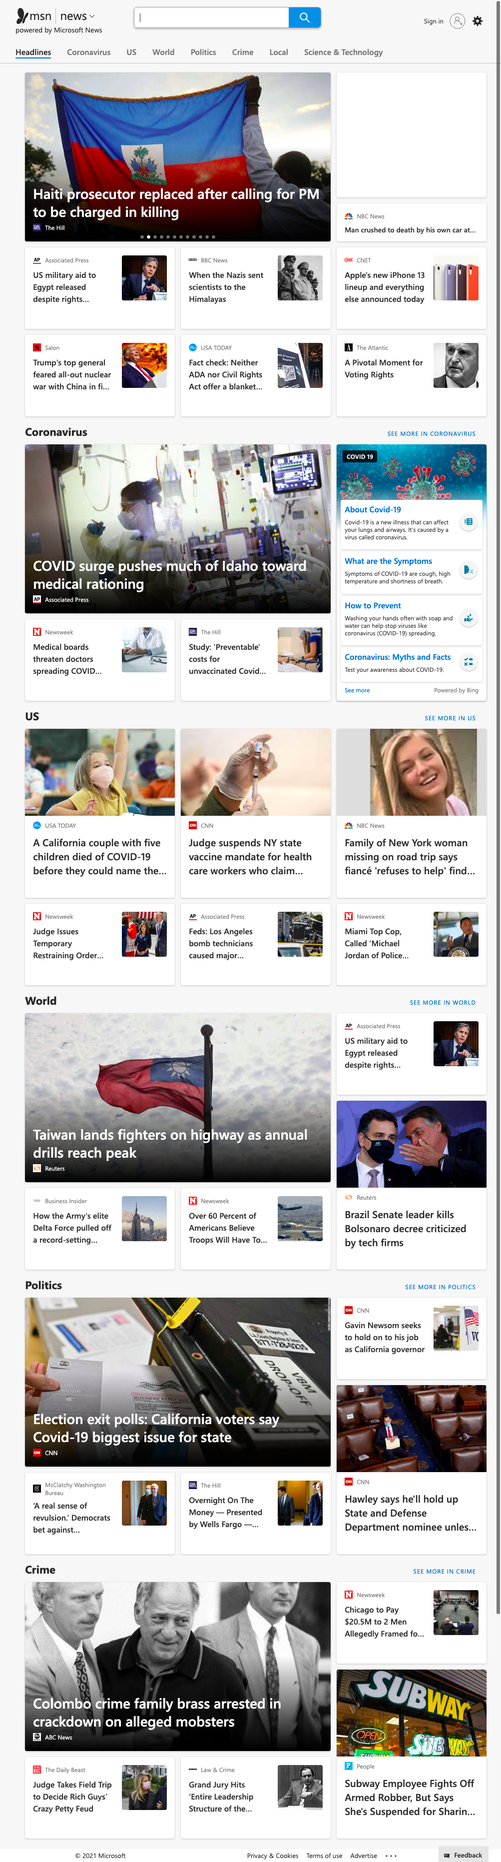 msn | news
powered by Microsoft News
Sign in
Headlines
Coronavirus
US
World
Politics
Crime
Local
Science & Technology
Haiti prosecutor replaced after calling for PM
to be charged in killing
The Hill
NBC News
Man crushed to death by his own car at...
Associated Press
US military aid to
Egypt released
despite rights...
BBC News
When the Nazis sent
scientists to the
Himalayas
CNET
Apple's new iPhone 13
lineup and everything
else announced today
Salon
Trump's top general
feared all-out nuclear
war with China in fi...
USA TODAY
Fact check: Neither
ADA nor Civil Rights
Act offer a blanket...
The Atlantic
A Pivotal Moment for
Voting Rights
Coronavirus
SEE MORE IN CORONAVIRUS
COVID surge pushes much of Idaho toward
medical rationing
AP Associated Press
COVID 19
About Covid-19
Covid-19 is a new illness that can affect
your lungs and airways. It's caused by a
virus called coronavirus.
What are the Symptoms
Symptoms of COVID-19 are cough, high
temperature and shortness of breath.
How to Prevent
Washing your hands often with soap and
water can help stop viruses like
coronavirus (COVID-19) spreading.
Coronavirus: Myths and Facts
Test your awareness about COVID-19.
See more
Powered by Bing
Newsweek
Medical boards
threaten doctors
spreading COVID...
The Hill
Study: 'Preventable'
costs for
unvaccinated Covid...
US
SEE MORE IN US
USA TODAY
A California couple with five
children died of COVID-19
before they could name the...
CNN
Judge suspends NY state
vaccine mandate for health
care workers who claim...
NBC News
Family of New York woman
missing on road trip says
fiancé 'refuses to help' find...
Newsweek
Judge Issues
Temporary
Restraining Order...
AP Associated Press
Feds: Los Angeles
bomb technicians
caused major...
Newsweek
Miami Top Cop,
Called 'Michael
Jordan of Police...
World
SEE MORE IN WORLD
Taiwan lands fighters on highway as annual
drills reach peak
Reuters
AP Associated Press
US military aid to
Egypt released
despite rights...
Reuters
Brazil Senate leader kills
Bolsonaro decree criticized
by tech firms
Business Insider
How the Army's elite
Delta Force pulled off
a record-setting...
Newsweek
Over 60 Percent of
Americans Believe
Troops Will Have To...
Politics
SEE MORE IN POLITICS
VBM
DROP-OFF
Election exit polls: California voters say
Covid-19 biggest issue for state
CNN
CNN
Gavin Newsom seeks
to hold on to his job
as California governor
CNN
Hawley says he'll hold up
State and Defense
Department nominee unles...
McClatchy Washington
Bureau
'A real sense of
revulsion.' Democrats
bet against...
The Hill
Overnight On The
Money — Presented
by Wells Fargo —...
Crime
SEE MORE IN CRIME
Colombo crime family brass arrested in
crackdown on alleged mobsters
ABC News
Newsweek
Chicago to Pay
$20.5M to 2 Men
Allegedly Framed fo...
SUBWAY
OPEN
People
Subway Employee Fights Off
Armed Robber, But Says
She's Suspended for Sharin...
The Daily Beast
Judge Takes Field Trip
to Decide Rich Guys'
Crazy Petty Feud
Law & Crime
Grand Jury Hits
'Entire Leadership
Structure of the...
© 2021 Microsoft
Privacy & Cookies
Terms of use
Advertise
Feedback